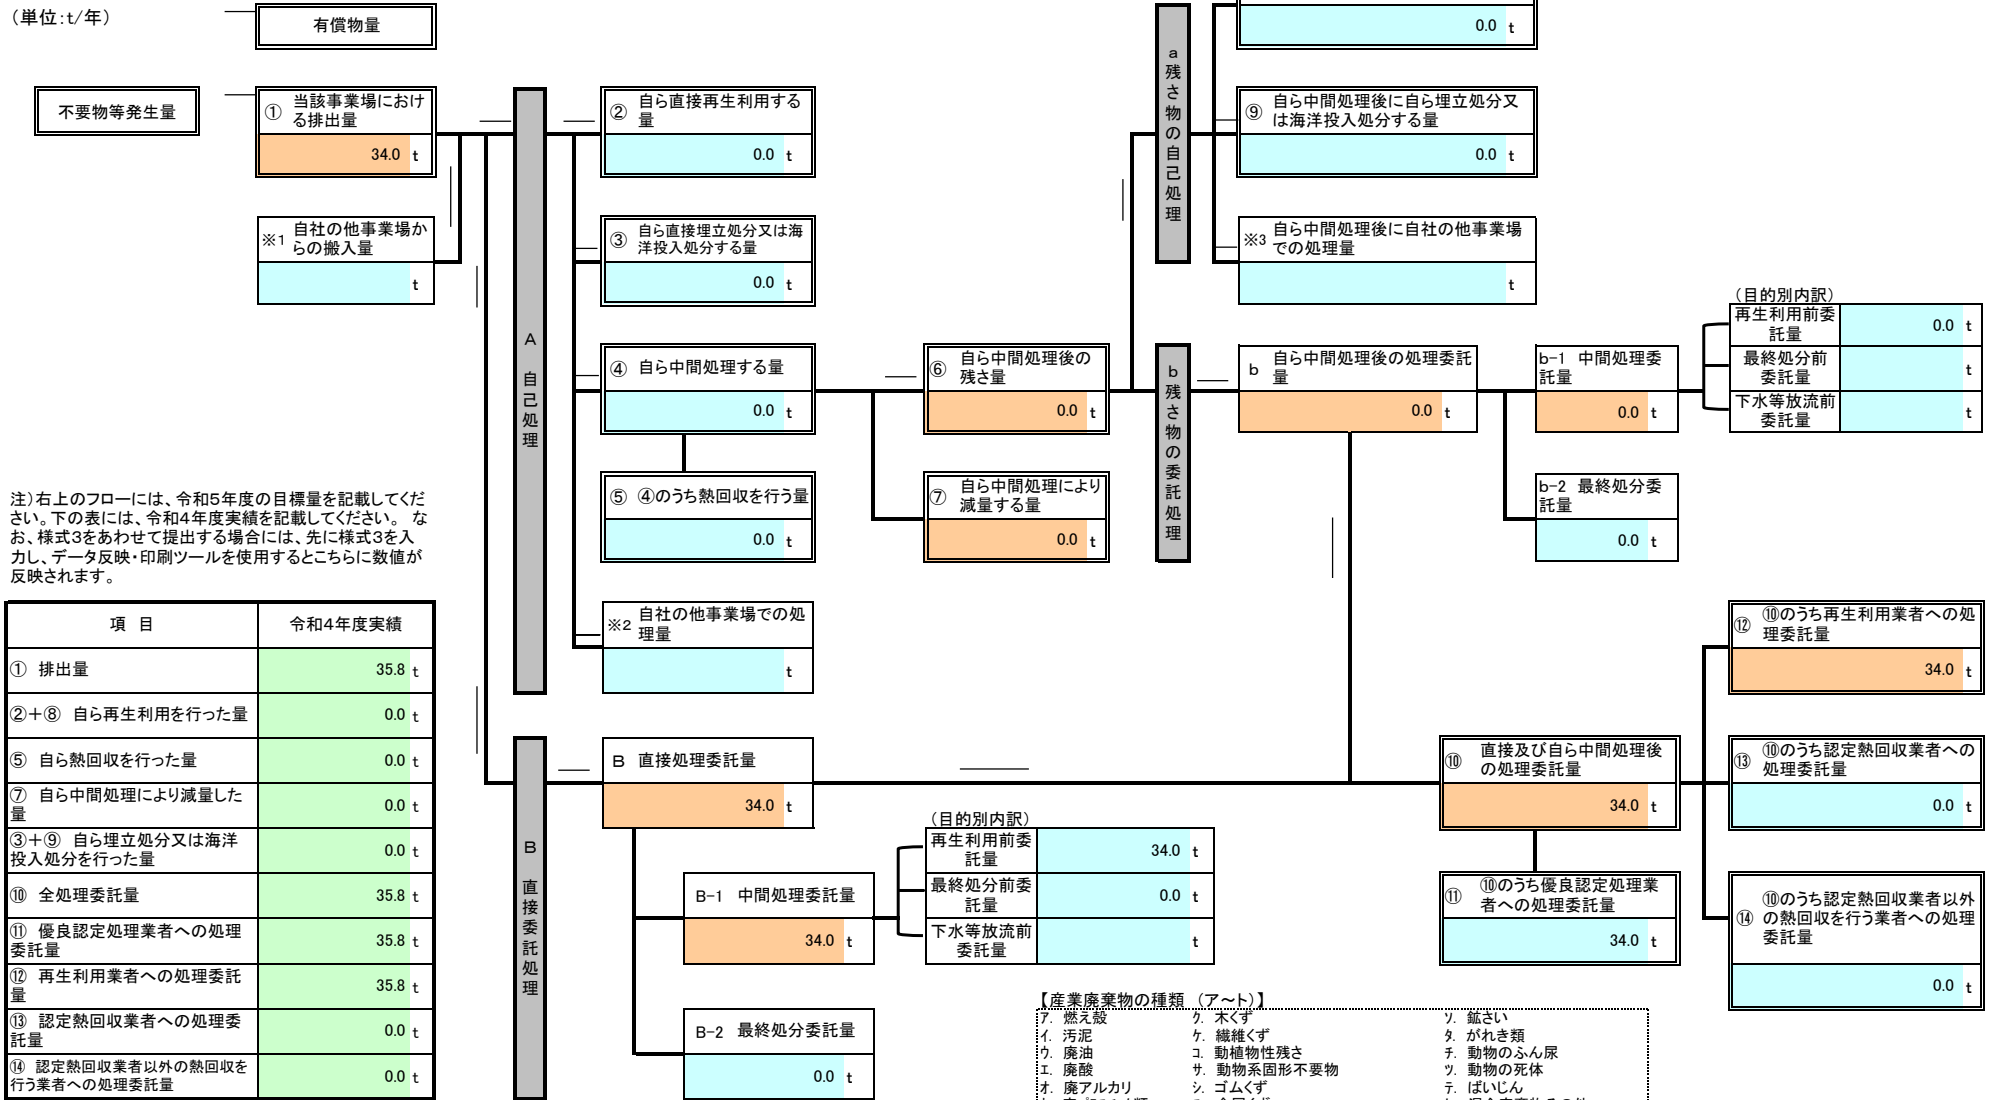 （単位：t/年）
有償物量
0.0 t
不要物等発生量
① 当該事業場におけ
る排出量
34.0 t
※1 自社の他事業場か
らの搬入量
t
A 自己処理
② 自ら直接再生利用する
量
0.0 t
③ 自ら直接埋立処分又は海
洋投入処分する量
0.0 t
④ 自ら中間処理する量
0.0 t
⑤ ④のうち熱回収を行う量
0.0 t
※2 自社の他事業場での処
理量
t
⑥ 自ら中間処理後の
残さ量
0.0 t
⑦ 自ら中間処理により
減量する量
0.0 t
a 残さ物の自己処理
⑨ 自ら中間処理後に自ら埋立処分又
は海洋投入処分する量
0.0 t
※3 自ら中間処理後に自社の他事業場
での処理量
t
b 残さ物の委託処理
b 自ら中間処理後の処理委託
量
0.0 t
b-1 中間処理委
託量
0.0 t
（目的別内訳）
再生利用前委
託量
0.0 t
最終処分前
委託量
t
下水等放流前
委託量
t
b-2 最終処分委
託量
0.0 t
注）右上のフローには、令和5年度の目標量を記載してくだ
さい。下の表には、令和4年度実績を記載してください。 な
お、様式3をあわせて提出する場合には、先に様式3を入
力し、データ反映・印刷ツールを使用するとこちらに数値が
反映されます。
項 目 令和4年度実績
① 排出量 35.8 t
②＋⑧ 自ら再生利用を行った量 0.0 t
⑤ 自ら熱回収を行った量 0.0 t
⑦ 自ら中間処理により減量した
量 0.0 t
③＋⑨ 自ら埋立処分又は海洋
投入処分を行った量 0.0 t
⑩ 全処理委託量 35.8 t
⑪ 優良認定処理業者への処理
委託量 35.8 t
⑫ 再生利用業者への処理委託
量 35.8 t
⑬ 認定熱回収業者への処理委
託量 0.0 t
⑭ 認定熱回収業者以外の熱回収を
行う業者への処理委託量 0.0 t
B 直接委託処理
B 直接処理委託量
34.0 t
B-1 中間処理委託量
34.0 t
（目的別内訳）
再生利用前委
託量
34.0 t
最終処分前委
託量
0.0 t
下水等放流前
委託量
t
B-2 最終処分委託量
0.0 t
⑩ 直接及び自ら中間処理後
の処理委託量
34.0 t
⑪ ⑩のうち優良認定処理業
者への処理委託量
34.0 t
⑫ ⑩のうち再生利用業者への処
理委託量
34.0 t
⑬ ⑩のうち認定熱回収業者への
処理委託量
0.0 t
⑭ ⑩のうち認定熱回収業者以外
の熱回収を行う業者への処理
委託量
0.0 t
【産業廃棄物の種類 （ア～ト）】
ア. 燃え殻 ク. 木くず ソ. 鉱さい
イ. 汚泥 ケ. 繊維くず タ. がれき類
ウ. 廃油 コ. 動植物性残さ チ. 動物のふん尿
エ. 廃酸 サ. 動物系固形不要物 ツ. 動物の死体
オ. 廃アルカリ シ. ゴムくず テ. ばいじん